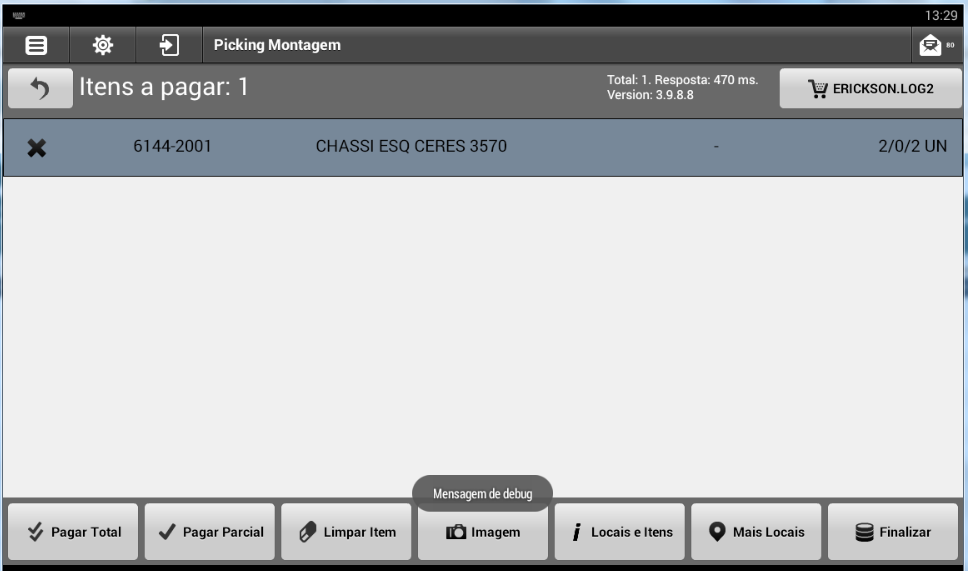 13:29
Picking Montagem
80
Itens a pagar: 1
Total: 1. Resposta: 470 ms.
Version: 3.9.8.8
ERICKSON.LOG2
6144-2001 CHASSI ESQ CERES 3570 - 2/0/2 UN
Mensagem de debug
Pagar Total
Pagar Parcial
Limpar Item
Imagem
Locais e Itens
Mais Locais
Finalizar